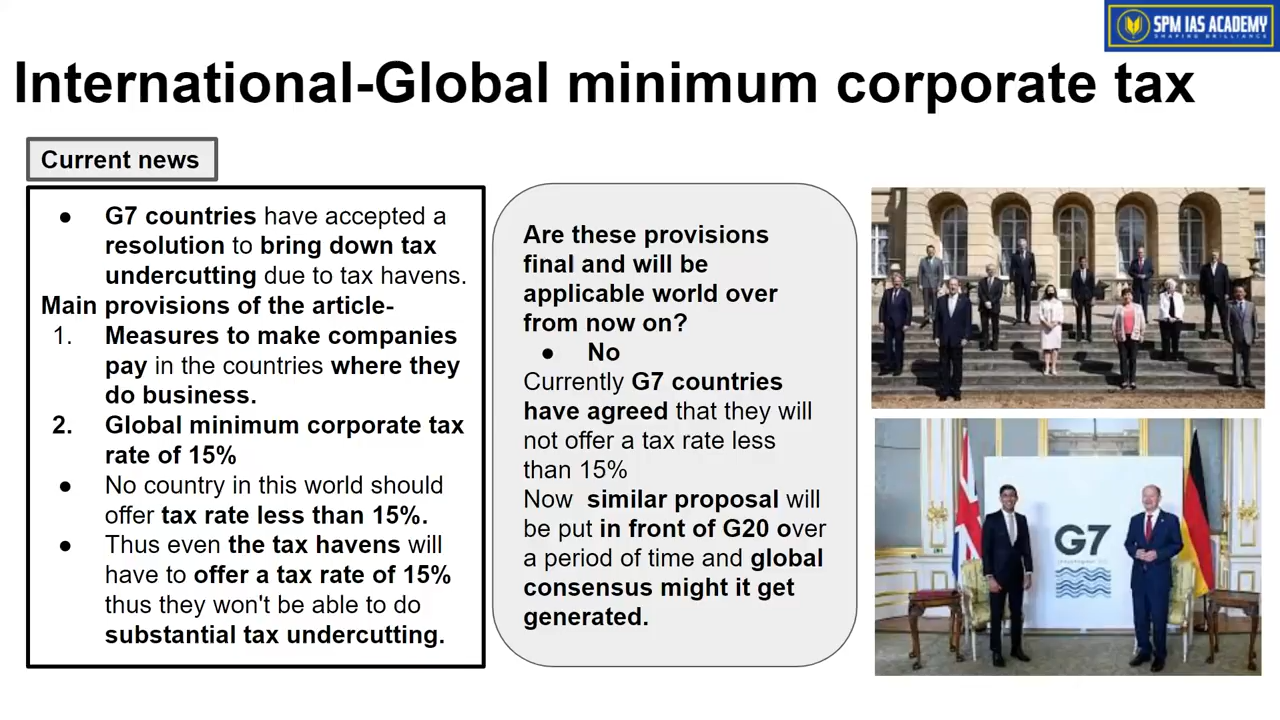 SPM IAS ACADEMY
SHAPING BRILLIANCE
International-Global minimum corporate tax
Current news
● G7 countries have accepted a
resolution to bring down tax
undercutting due to tax havens.
Main provisions of the article-
1. Measures to make companies
pay in the countries where they
do business.
2. Global minimum corporate tax
rate of 15%
● No country in this world should
offer tax rate less than 15%.
● Thus even the tax havens will
have to offer a tax rate of 15%
thus they won't be able to do
substantial tax undercutting.
Are these provisions
final and will be
applicable world over
from now on?
● No
Currently G7 countries
have agreed that they will
not offer a tax rate less
than 15%
Now similar proposal will
be put in front of G20 over
a period of time and global
consensus might it get
generated.
G7